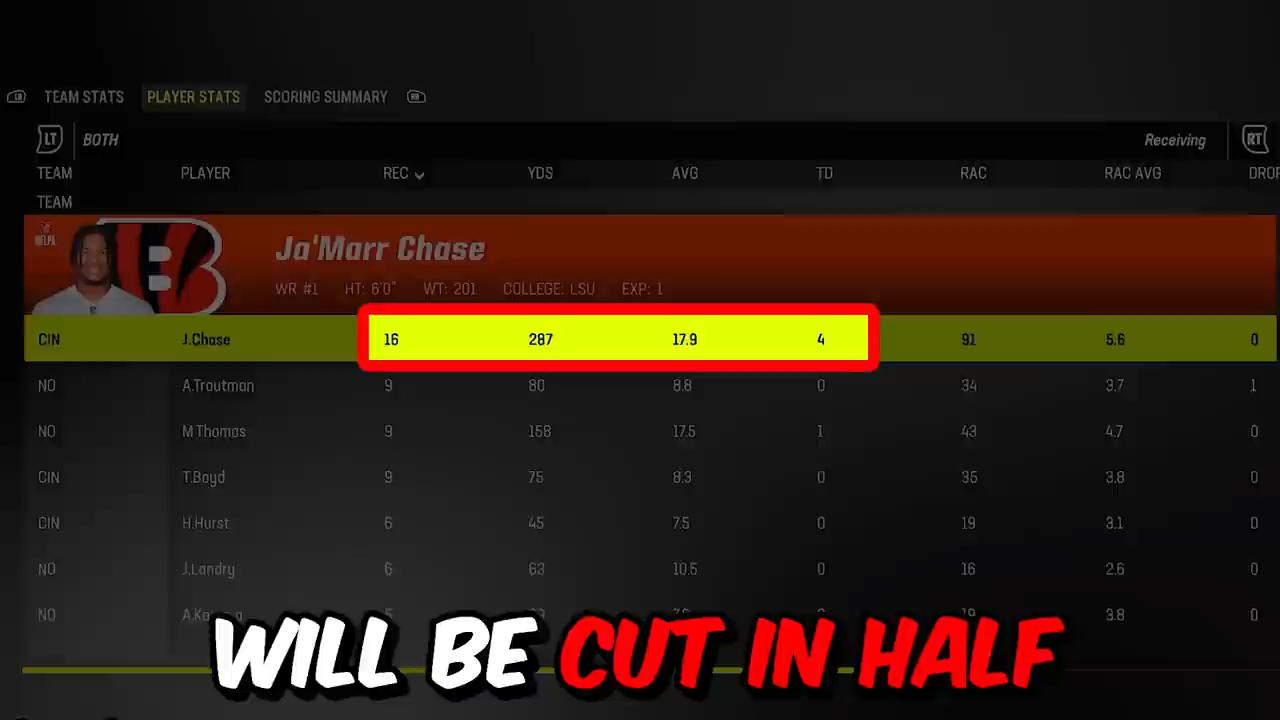 LB TEAM STATS PLAYER STATS SCORING SUMMARY RB
LT BOTH Receiving RT
TEAM PLAYER REC YDS AVG TD RAC RAC AVG
TEAM
NFLPA
Ja'Marr Chase
WR #1 HT: 6'0" WT: 201 COLLEGE: LSU EXP: 1
CIN J.Chase 16 287 17.9 4 91 5.6 0
NO A.Troutman 9 80 8.8 0 34 3.7 1
NO M Thomas 9 158 17.5 1 43 4.7 0
CIN T.Boyd 9 75 8.3 0 35 3.8 0
CIN H.Hurst 6 45 7.5 0 19 3.1 0
NO J.Landry 6 63 10.5 0 16 2.6 0
NO 3.8 0
WILL BE CUT IN HALF